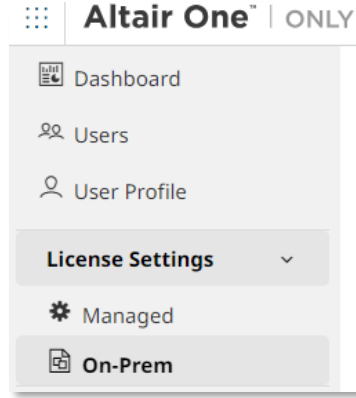 Altair One™ | ONLY
Dashboard
Users
User Profile
License Settings
Managed
On-Prem